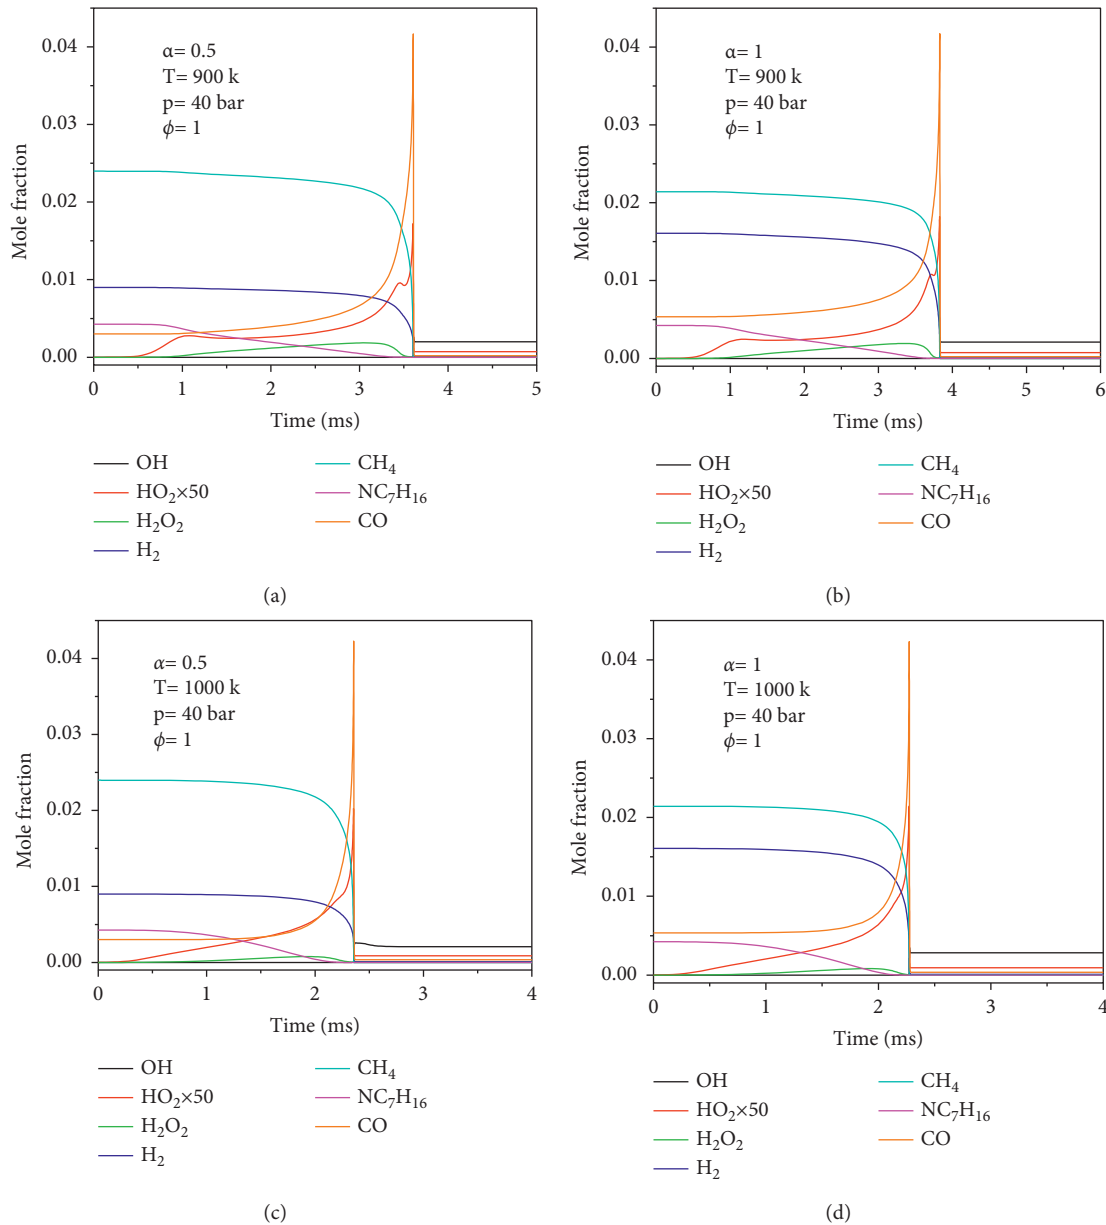 α= 0.5
T= 900 k
p= 40 bar
ϕ= 1
0.04
0.03
0.02
0.01
0.00
Mole fraction
0 1 2 3 4 5
Time (ms)
OH
HO2×50
H2O2
H2
CH4
NC7H16
CO
(a)
α= 1
T= 900 k
p= 40 bar
ϕ= 1
0.04
0.03
0.02
0.01
0.00
Mole fraction
0 1 2 3 4 5 6
Time (ms)
OH
HO2×50
H2O2
H2
CH4
NC7H16
CO
(b)
α= 0.5
T= 1000 k
p= 40 bar
ϕ= 1
0.04
0.03
0.02
0.01
0.00
Mole fraction
0 1 2 3 4
Time (ms)
OH
HO2×50
H2O2
H2
CH4
NC7H16
CO
(c)
α= 1
T= 1000 k
p= 40 bar
ϕ= 1
0.04
0.03
0.02
0.01
0.00
Mole fraction
0 1 2 3 4
Time (ms)
OH
HO2×50
H2O2
H2
CH4
NC7H16
CO
(d)